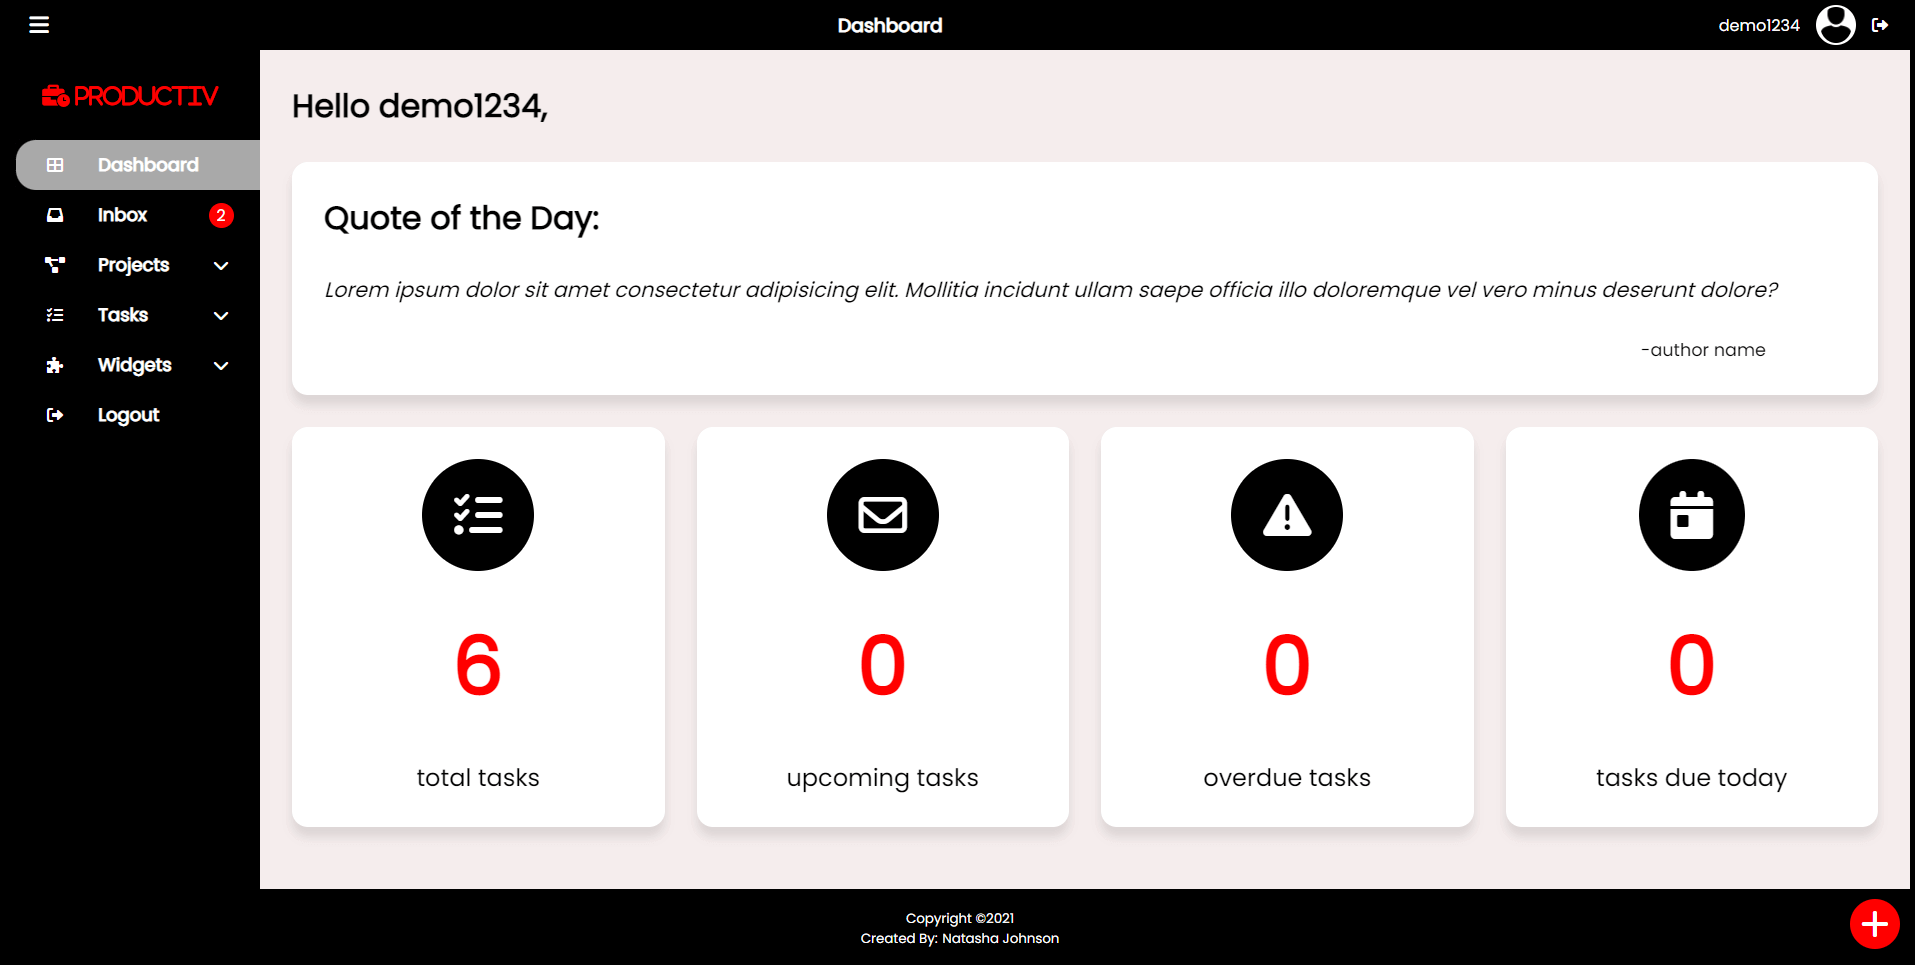 Dashboard
demo1234
PRODUCTIV
Dashboard
Inbox 2
Projects
Tasks
Widgets
Logout
Hello demo1234,
Quote of the Day:
Lorem ipsum dolor sit amet consectetur adipisicing elit. Mollitia incidunt ullam saepe officia illo doloremque vel vero minus deserunt dolore?
-author name
6
total tasks
0
upcoming tasks
0
overdue tasks
0
tasks due today
Copyright ©2021
Created By: Natasha Johnson